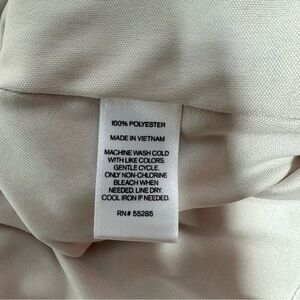 100% POLYESTER
MADE IN VIETNAM
MACHINE WASH COLD
WITH LIKE COLORS.
GENTLE CYCLE.
ONLY NON-CHLORINE
BLEACH WHEN
NEEDED. LINE DRY.
COOL IRON IF NEEDED.
RN# 55285